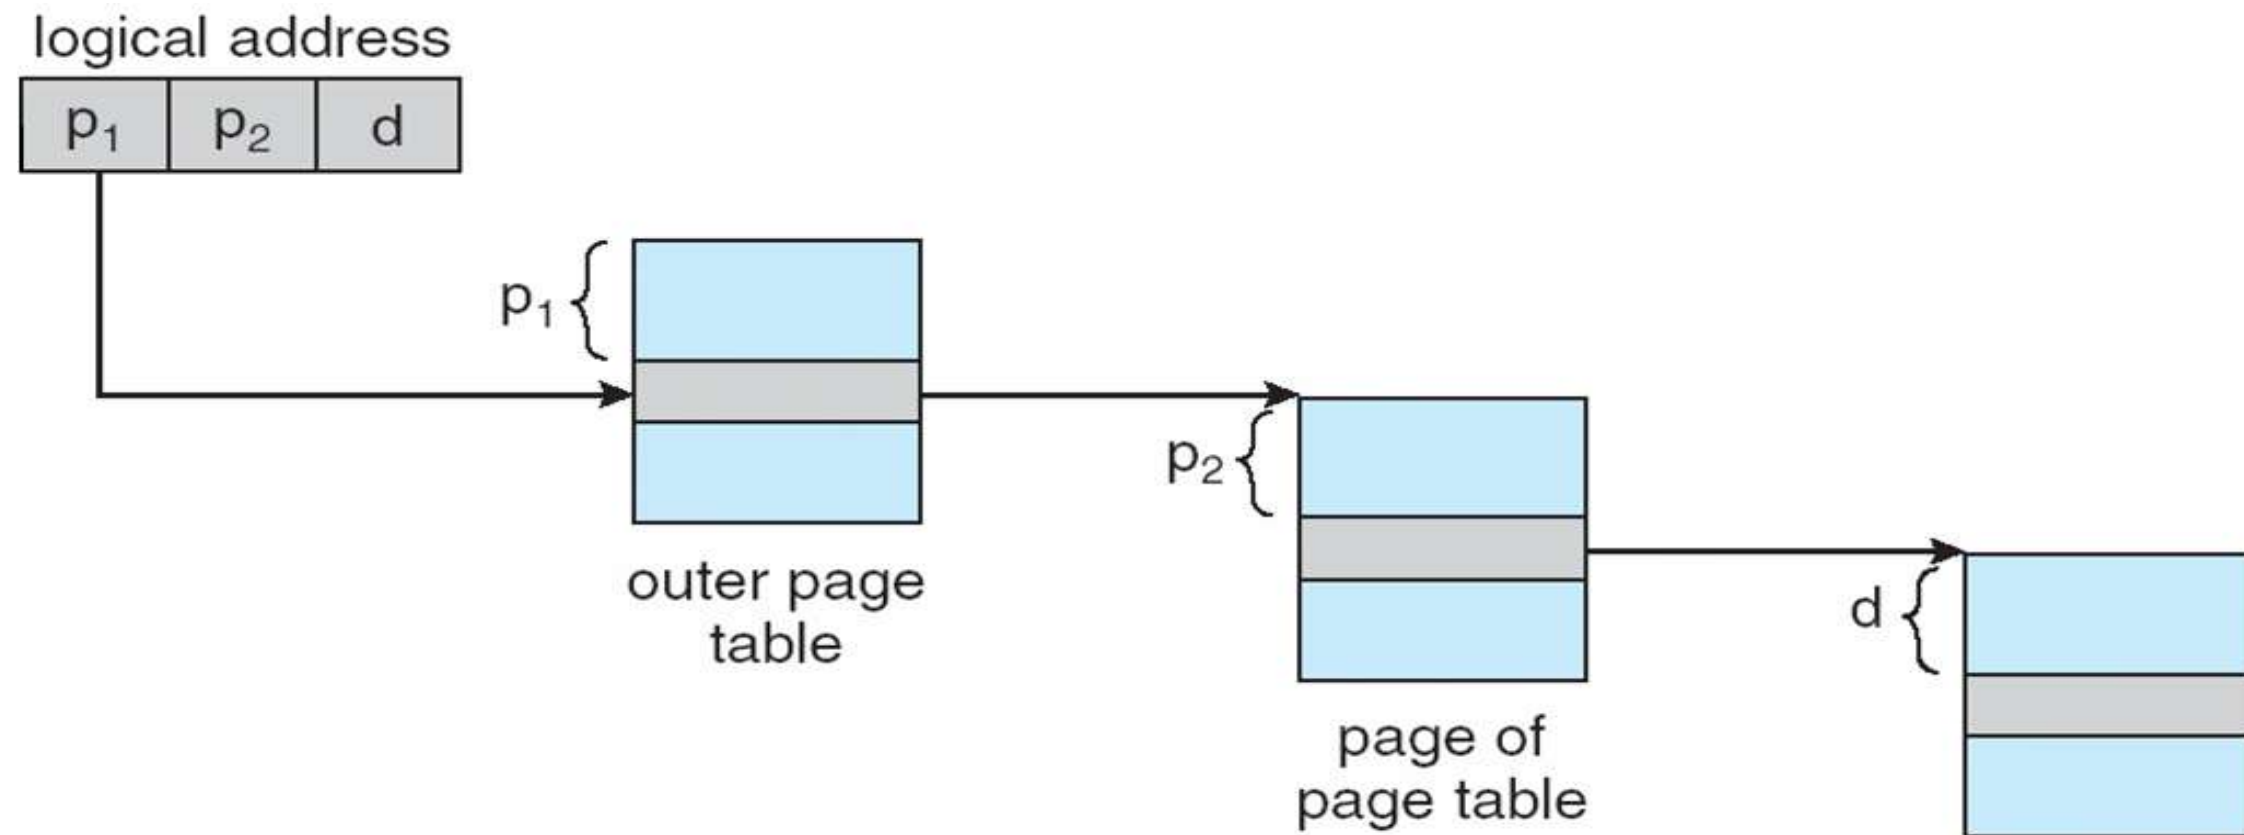 logical address
p₁ p₂ d
p₁
outer page
table
p₂
page of
page table
d